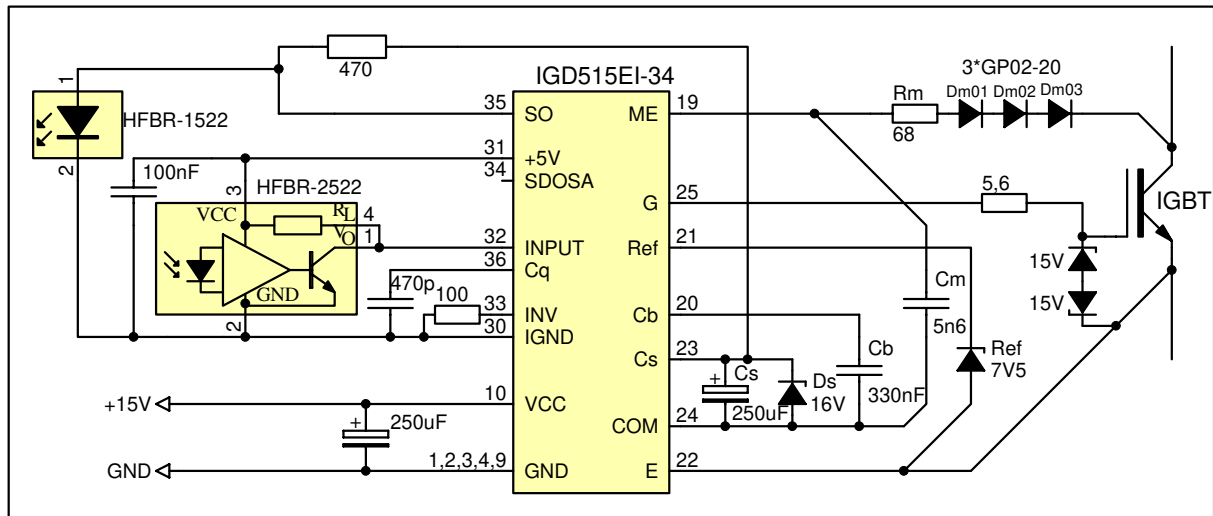 470
IGD515EI-34
3*GP02-20
1
HFBR-1522
2
35
SO
ME
19
Rm
68
Dm01
Dm02
Dm03
100nF
3
31
+5V
34
SDOSA
HFBR-2522
VCC
RL
4
VO
1
GND
2
G
25
5,6
IGBT
32
INPUT
Ref
21
36
Cq
470p
100
33
INV
30
IGND
15V
15V
Cm
5n6
Cb
20
Cb
330nF
Ref
7V5
Cs
23
+
Cs
250uF
Ds
16V
+15V
10
VCC
+
250uF
COM
24
GND
1,2,3,4,9
GND
E
22